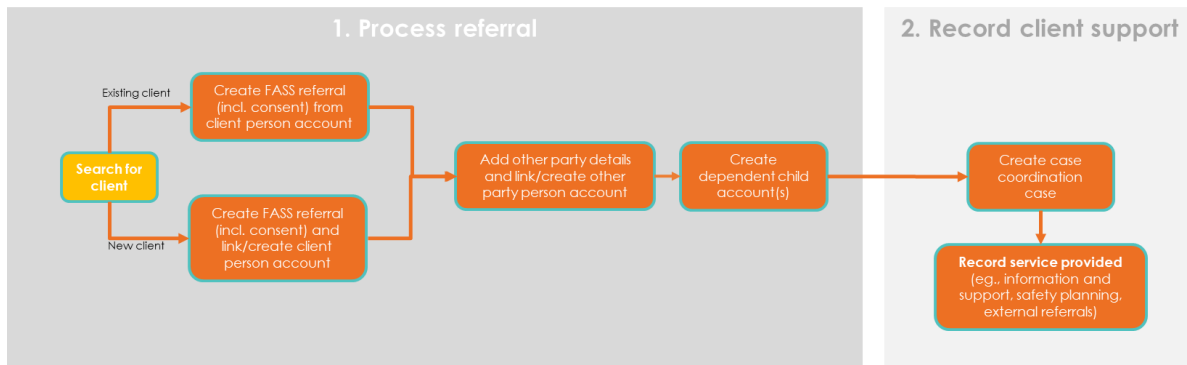 1. Process referral
2. Record client support
Existing client
Create FASS referral
(incl. consent) from
client person account
Search for
client
New client
Create FASS referral
(incl. consent) and
link/create client
person account
Add other party details
and link/create other
party person account
Create
dependent child
account(s)
Create case
coordination
case
Record service provided
(eg., information and
support, safety planning,
external referrals)